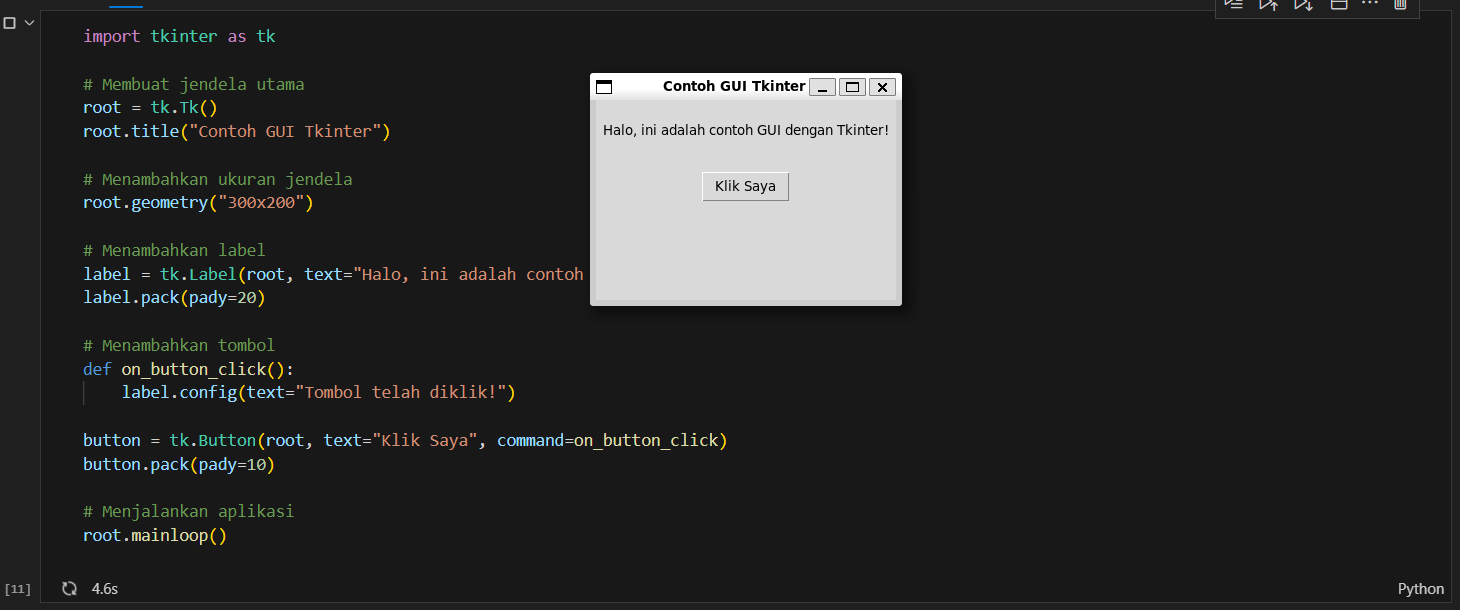 import tkinter as tk
# Membuat jendela utama
root = tk.Tk()
root.title("Contoh GUI Tkinter")
# Menambahkan ukuran jendela
root.geometry("300x200")
# Menambahkan label
label = tk.Label(root, text="Halo, ini adalah contoh
label.pack(pady=20)
# Menambahkan tombol
def on_button_click():
    label.config(text="Tombol telah diklik!")
button = tk.Button(root, text="Klik Saya", command=on_button_click)
button.pack(pady=10)
# Menjalankan aplikasi
root.mainloop()
Contoh GUI Tkinter
Halo, ini adalah contoh GUI dengan Tkinter!
Klik Saya
[11]
4.6s
Python